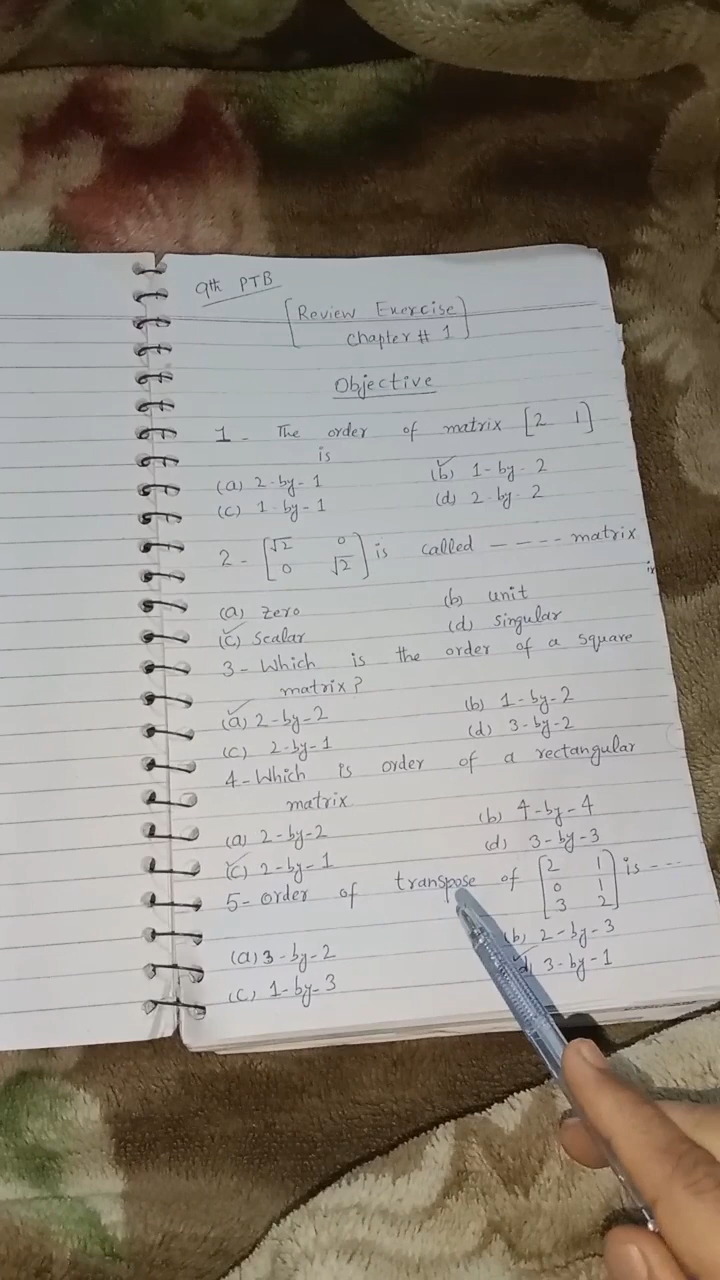 9th PTB
Review Exercise
Chapter # 1
Objective
1- The order of matrix [2 1]
is
(a) 2-by-1 (b) 1-by-2
(c) 1-by-1 (d) 2-by-2
2- [√2 0
0 √2] is called ---- matrix
(a) Zero (b) unit
(c) Scalar (d) singular
3- Which is the order of a square
matrix?
(a) 2-by-2 (b) 1-by-2
(c) 2-by-1 (d) 3-by-2
4- Which is order of a rectangular
matrix
(a) 2-by-2 (b) 4-by-4
(c) 2-by-1 (d) 3-by-3
5- order of transpose of [2 1
0 1
3 2] is ---
(a) 3-by-2 (b) 2-by-3
(c) 1-by-3 (d) 3-by-1